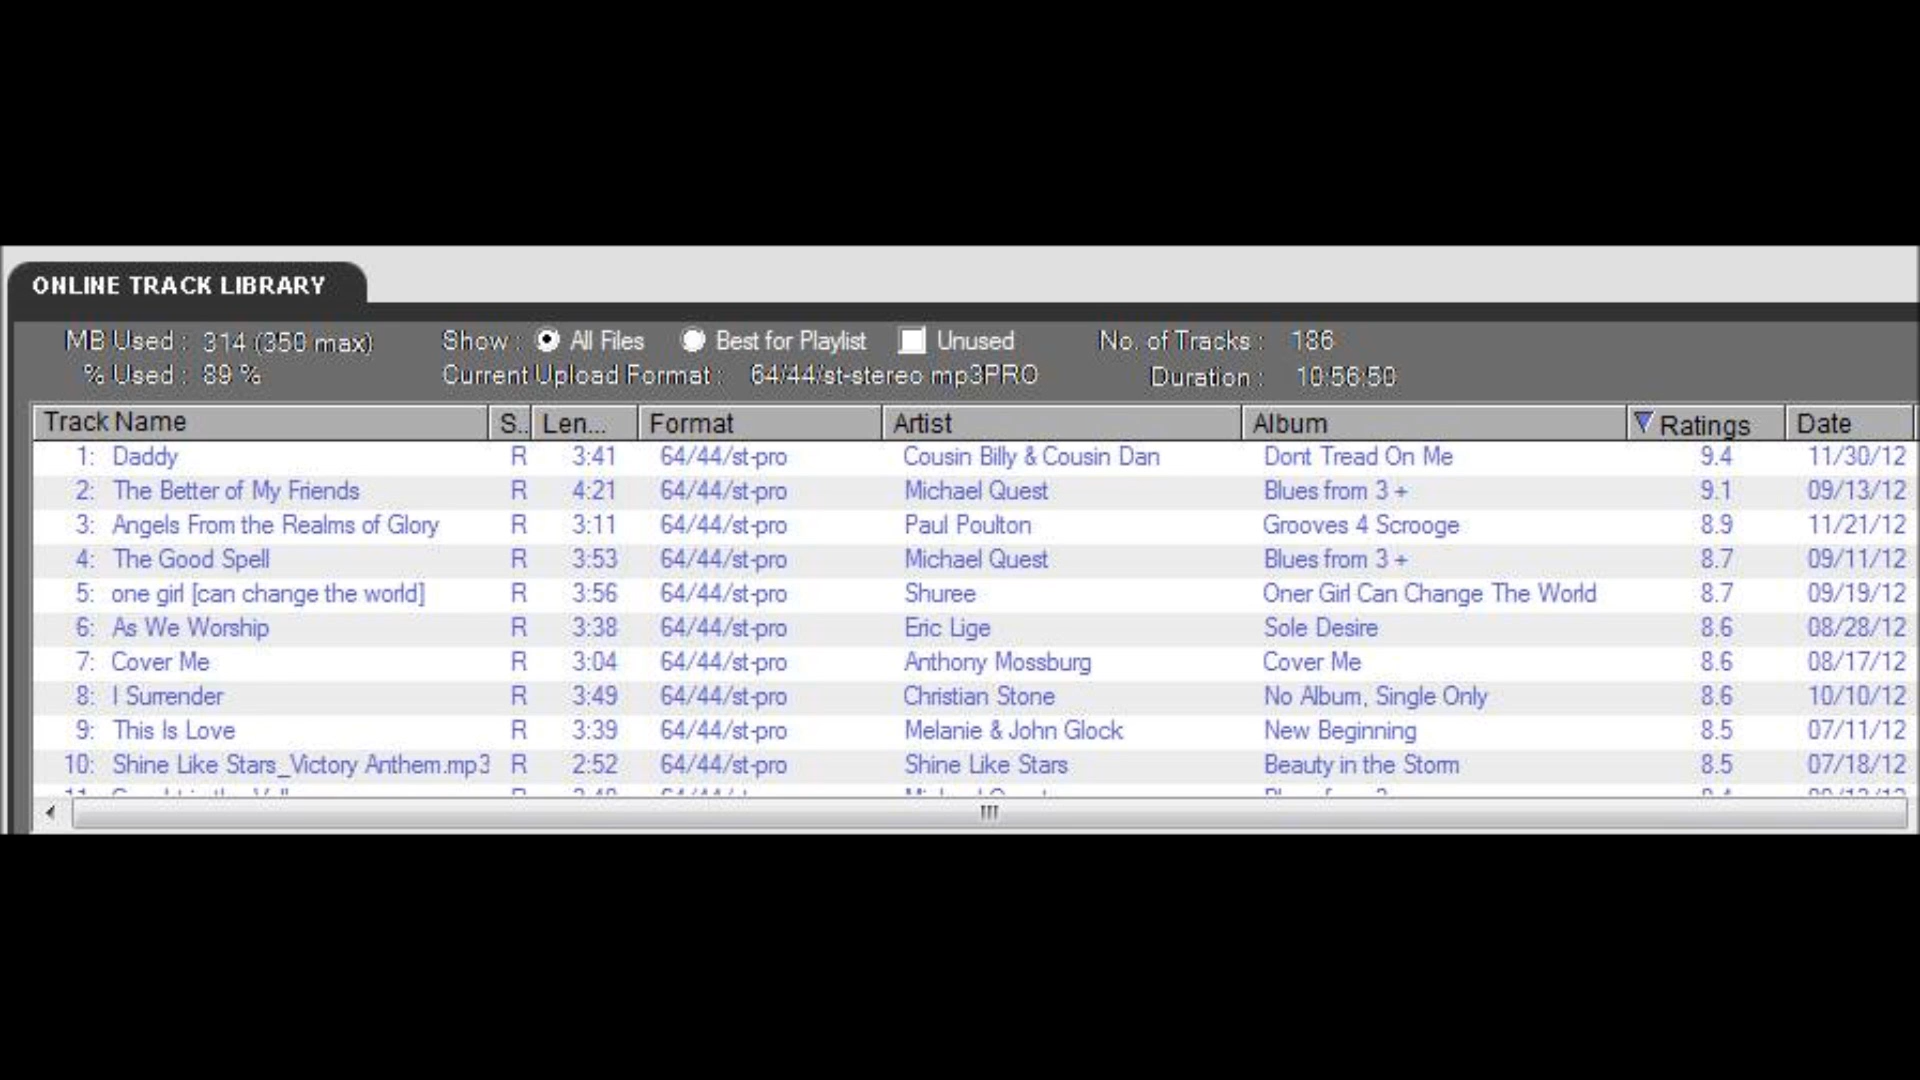 ONLINE TRACK LIBRARY
MB Used : 314 (350 max) Show : All Files Best for Playlist Unused No. of Tracks : 186
% Used : 89 % Current Upload Format : 64/44/st-stereo mp3PRO Duration : 10:56:50
Track Name S.. Len... Format Artist Album Ratings Date
1: Daddy R 3:41 64/44/st-pro Cousin Billy & Cousin Dan Dont Tread On Me 9.4 11/30/12
2: The Better of My Friends R 4:21 64/44/st-pro Michael Quest Blues from 3 + 9.1 09/13/12
3: Angels From the Realms of Glory R 3:11 64/44/st-pro Paul Poulton Grooves 4 Scrooge 8.9 11/21/12
4: The Good Spell R 3:53 64/44/st-pro Michael Quest Blues from 3 + 8.7 09/11/12
5: one girl [can change the world] R 3:56 64/44/st-pro Shuree Oner Girl Can Change The World 8.7 09/19/12
6: As We Worship R 3:38 64/44/st-pro Eric Lige Sole Desire 8.6 08/28/12
7: Cover Me R 3:04 64/44/st-pro Anthony Mossburg Cover Me 8.6 08/17/12
8: I Surrender R 3:49 64/44/st-pro Christian Stone No Album, Single Only 8.6 10/10/12
9: This Is Love R 3:39 64/44/st-pro Melanie & John Glock New Beginning 8.5 07/11/12
10: Shine Like Stars_Victory Anthem.mp3 R 2:52 64/44/st-pro Shine Like Stars Beauty in the Storm 8.5 07/18/12